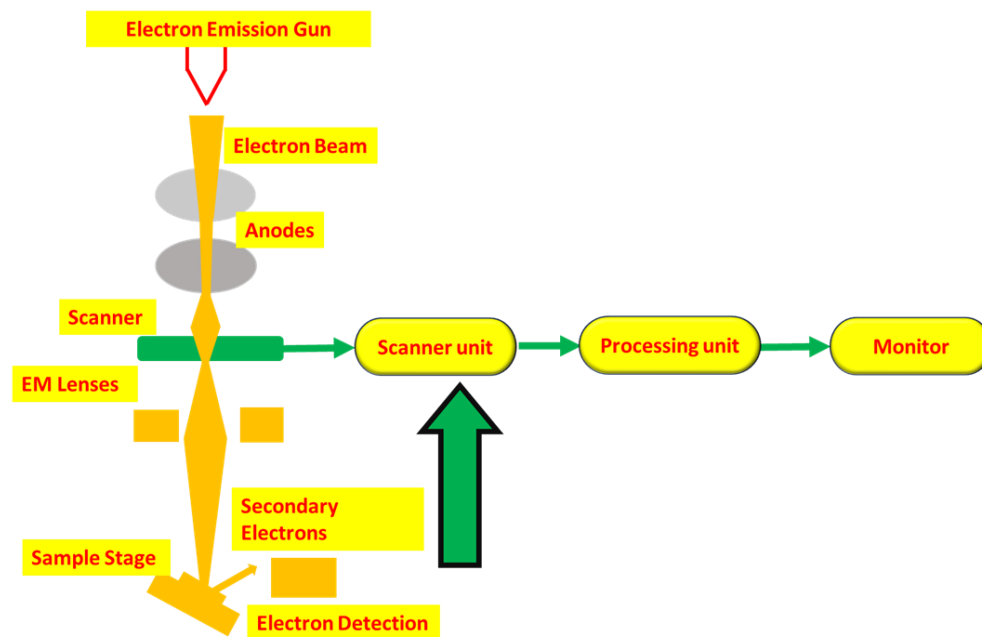 Electron Emission Gun
Electron Beam
Anodes
Scanner
Scanner unit
Processing unit
Monitor
EM Lenses
Secondary
Electrons
Sample Stage
Electron Detection